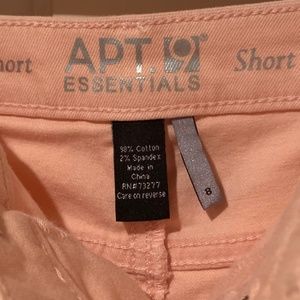 hort APT. 9 Short
ESSENTIALS
98% Cotton
2% Spandex
Made in
China
RN#73277
Care on reverse
8